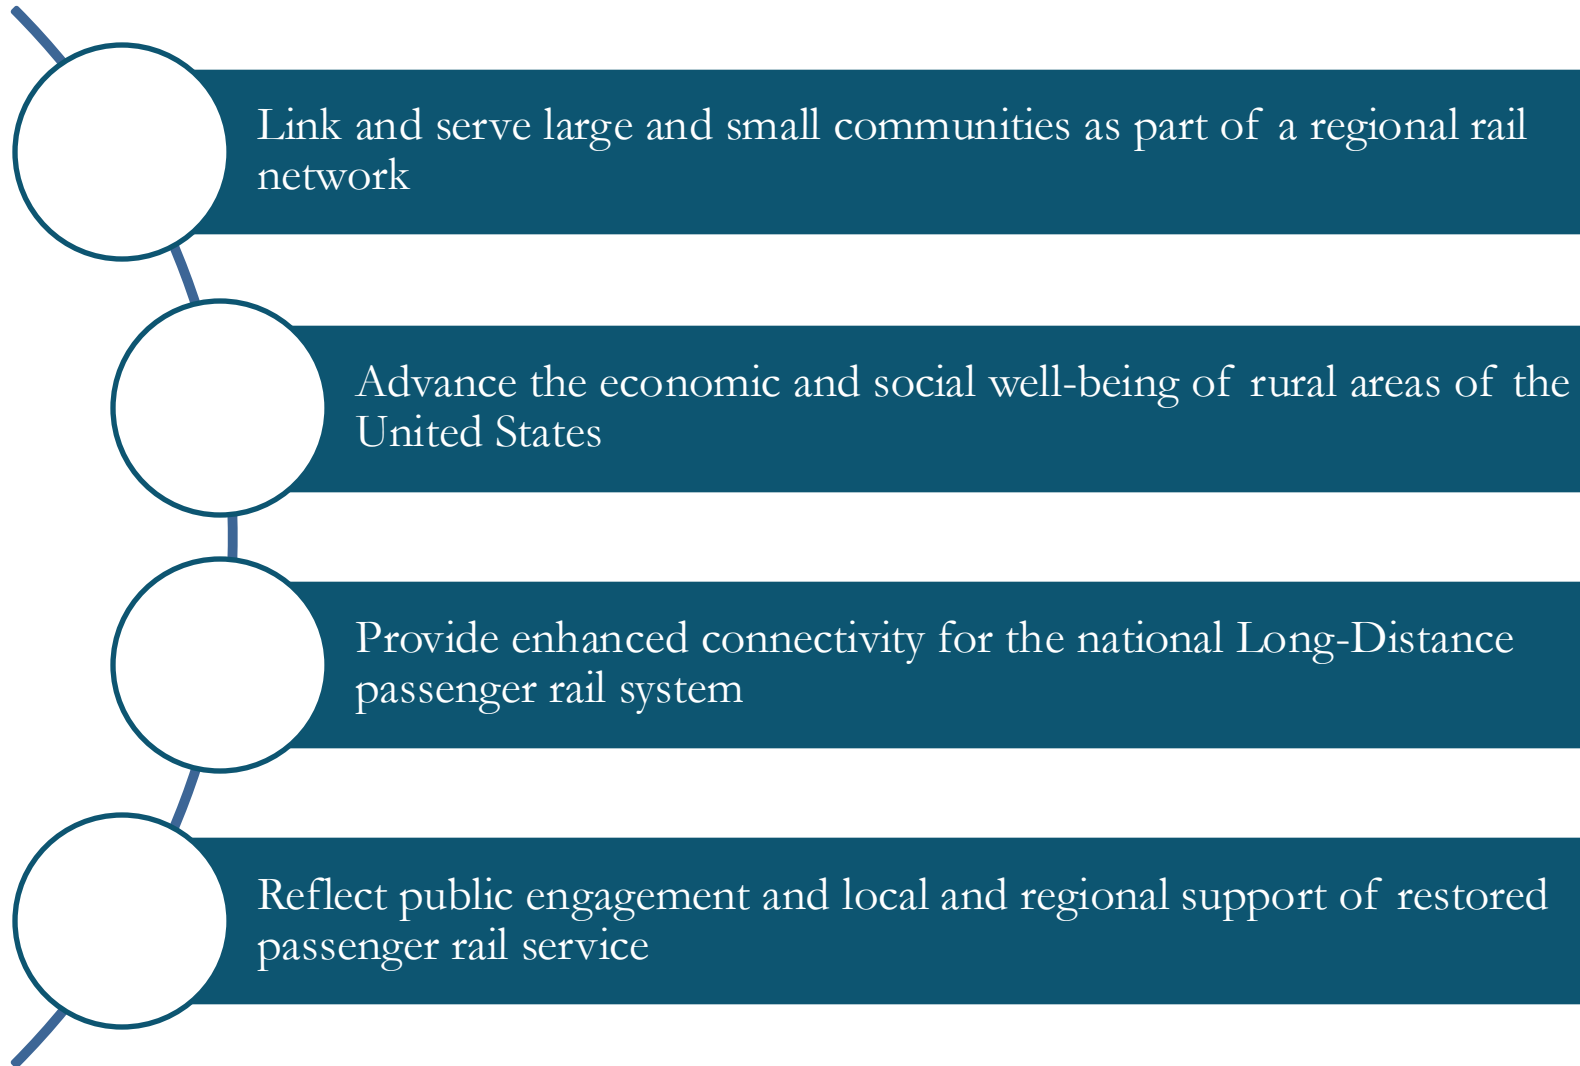 Link and serve large and small communities as part of a regional rail
network
Advance the economic and social well-being of rural areas of the
United States
Provide enhanced connectivity for the national Long-Distance
passenger rail system
Reflect public engagement and local and regional support of restored
passenger rail service